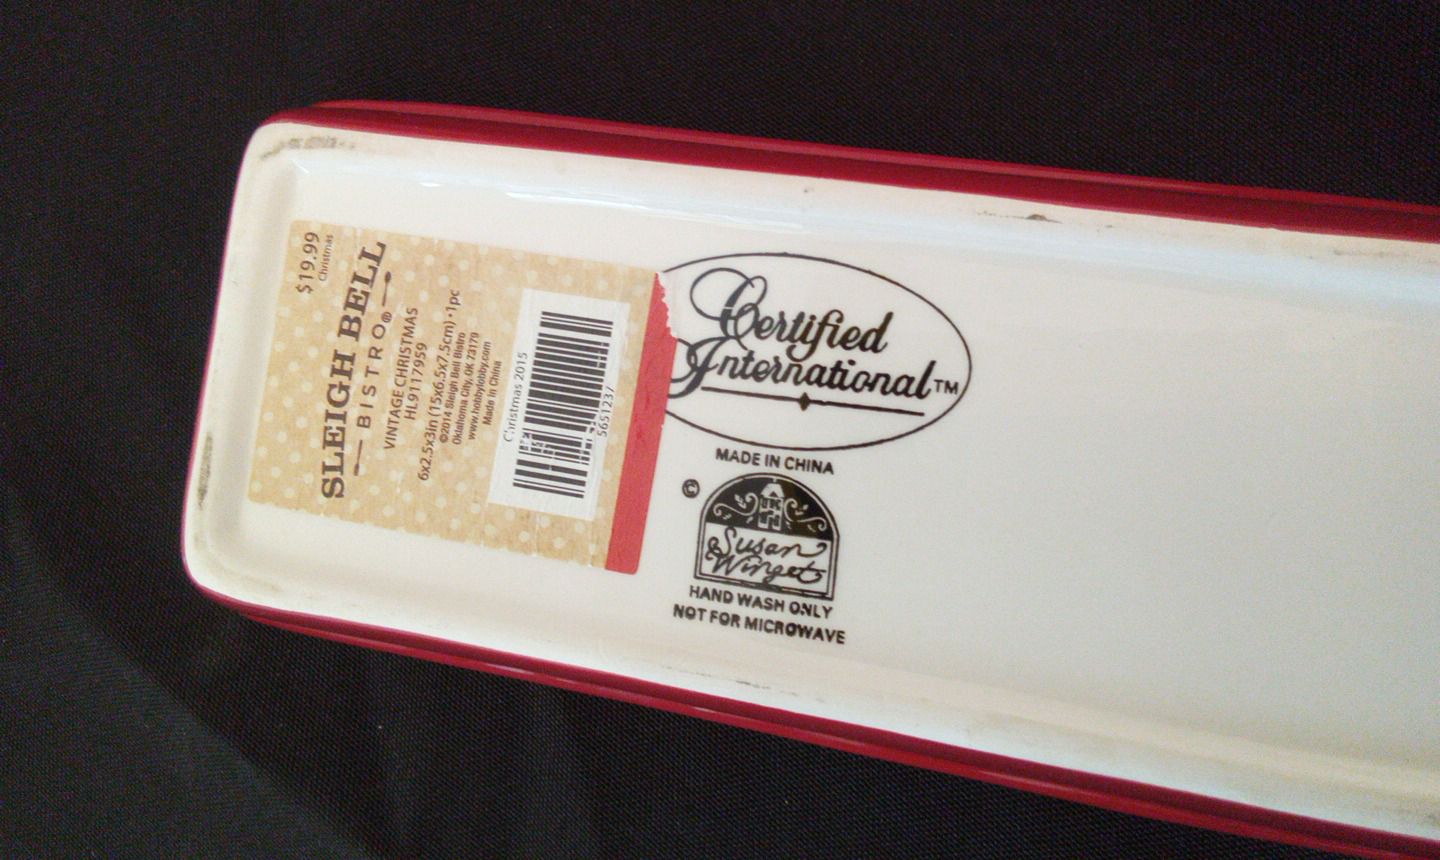 $19.99
Christmas
SLEIGH BELL
BISTRO®
VINTAGE CHRISTMAS
HL9117959
6x2.5x3in (15x6.5x7.5cm) • 1pc
©2014 Sleigh Bell Bistro
Oklahoma City, OK 73179
www.hobbylobby.com
Made in China
Christmas 2015
5651237
Certified
International™
MADE IN CHINA
©
Susan
Winget
HAND WASH ONLY
NOT FOR MICROWAVE